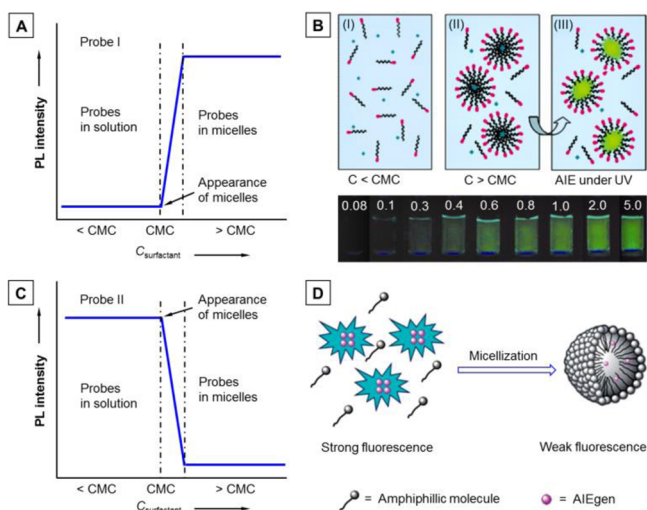 A
Probe I
PL intensity
Probes
in solution
Probes
in micelles
Appearance
of micelles
< CMC
CMC
> CMC
Csurfactant
B
(I)
(II)
(III)
C < CMC
C > CMC
AIE under UV
0.08 0.1 0.3 0.4 0.6 0.8 1.0 2.0 5.0
C
Probe II
PL intensity
Appearance
of micelles
Probes
in solution
Probes
in micelles
< CMC
CMC
> CMC
Csurfactant
D
Micellization
Strong fluorescence
Weak fluorescence
= Amphiphillic molecule
= AIEgen